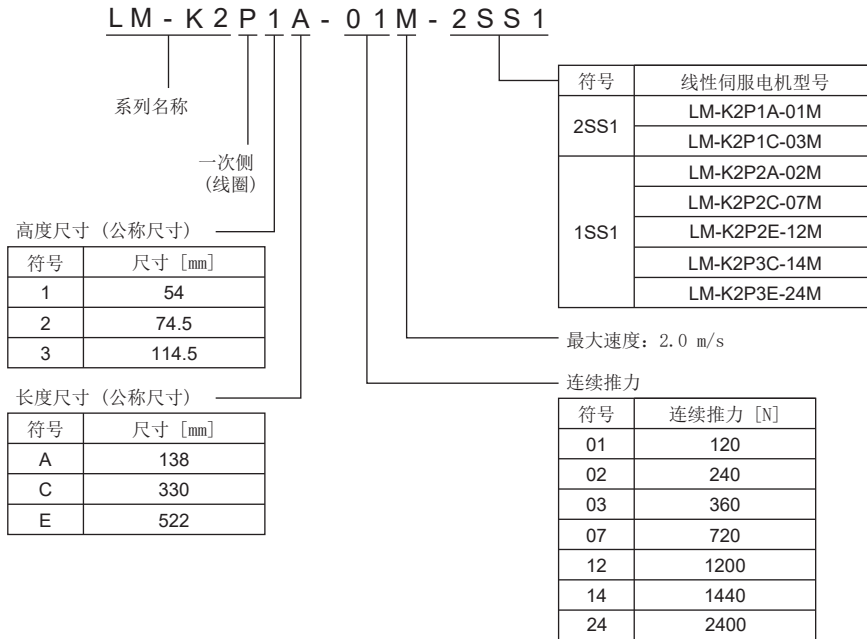 LM-K2P1A-01M-2SS1
系列名称
一次侧
(线圈)
高度尺寸 (公称尺寸)
符号 尺寸 [mm]
1 54
2 74.5
3 114.5
长度尺寸 (公称尺寸)
符号 尺寸 [mm]
A 138
C 330
E 522
符号 线性伺服电机型号
2SS1 LM-K2P1A-01M
LM-K2P1C-03M
1SS1 LM-K2P2A-02M
LM-K2P2C-07M
LM-K2P2E-12M
LM-K2P3C-14M
LM-K2P3E-24M
最大速度: 2.0 m/s
连续推力
符号 连续推力 [N]
01 120
02 240
03 360
07 720
12 1200
14 1440
24 2400